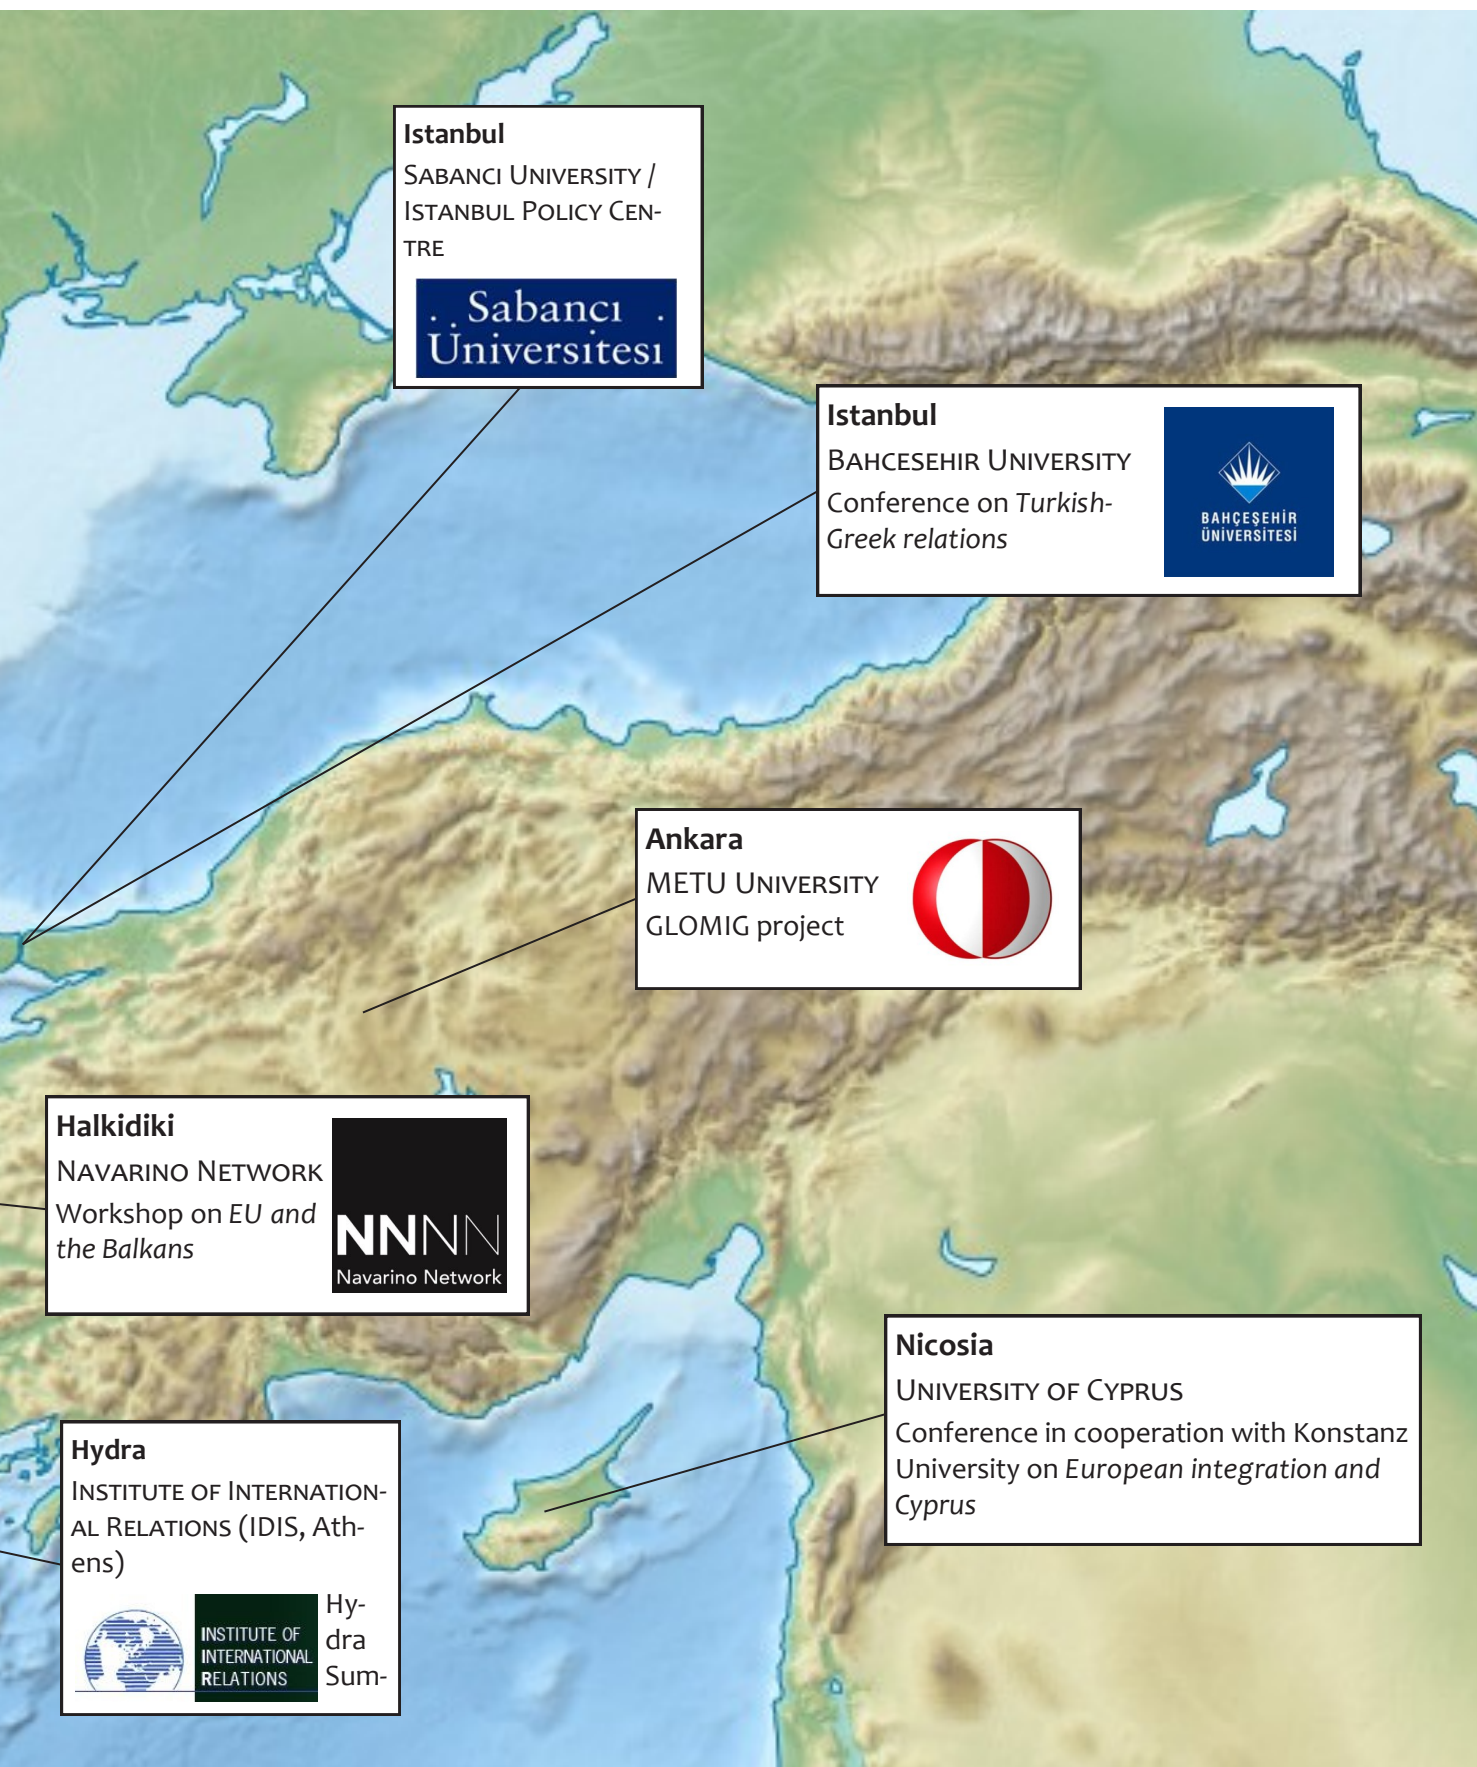 Istanbul
SABANCI UNIVERSITY /
ISTANBUL POLICY CEN-
TRE
Sabancı
Üniversitesi
Istanbul
BAHCESEHIR UNIVERSITY
Conference on Turkish-
Greek relations
BAHÇEŞEHİR
ÜNİVERSİTESİ
Ankara
METU UNIVERSITY
GLOMIG project
Halkidiki
NAVARINO NETWORK
Workshop on EU and
the Balkans
NNNN
Navarino Network
Nicosia
UNIVERSITY OF CYPRUS
Conference in cooperation with Konstanz
University on European integration and
Cyprus
Hydra
INSTITUTE OF INTERNATION-
AL RELATIONS (IDIS, Ath-
ens)
INSTITUTE OF
INTERNATIONAL
RELATIONS
Hy-
dra
Sum-